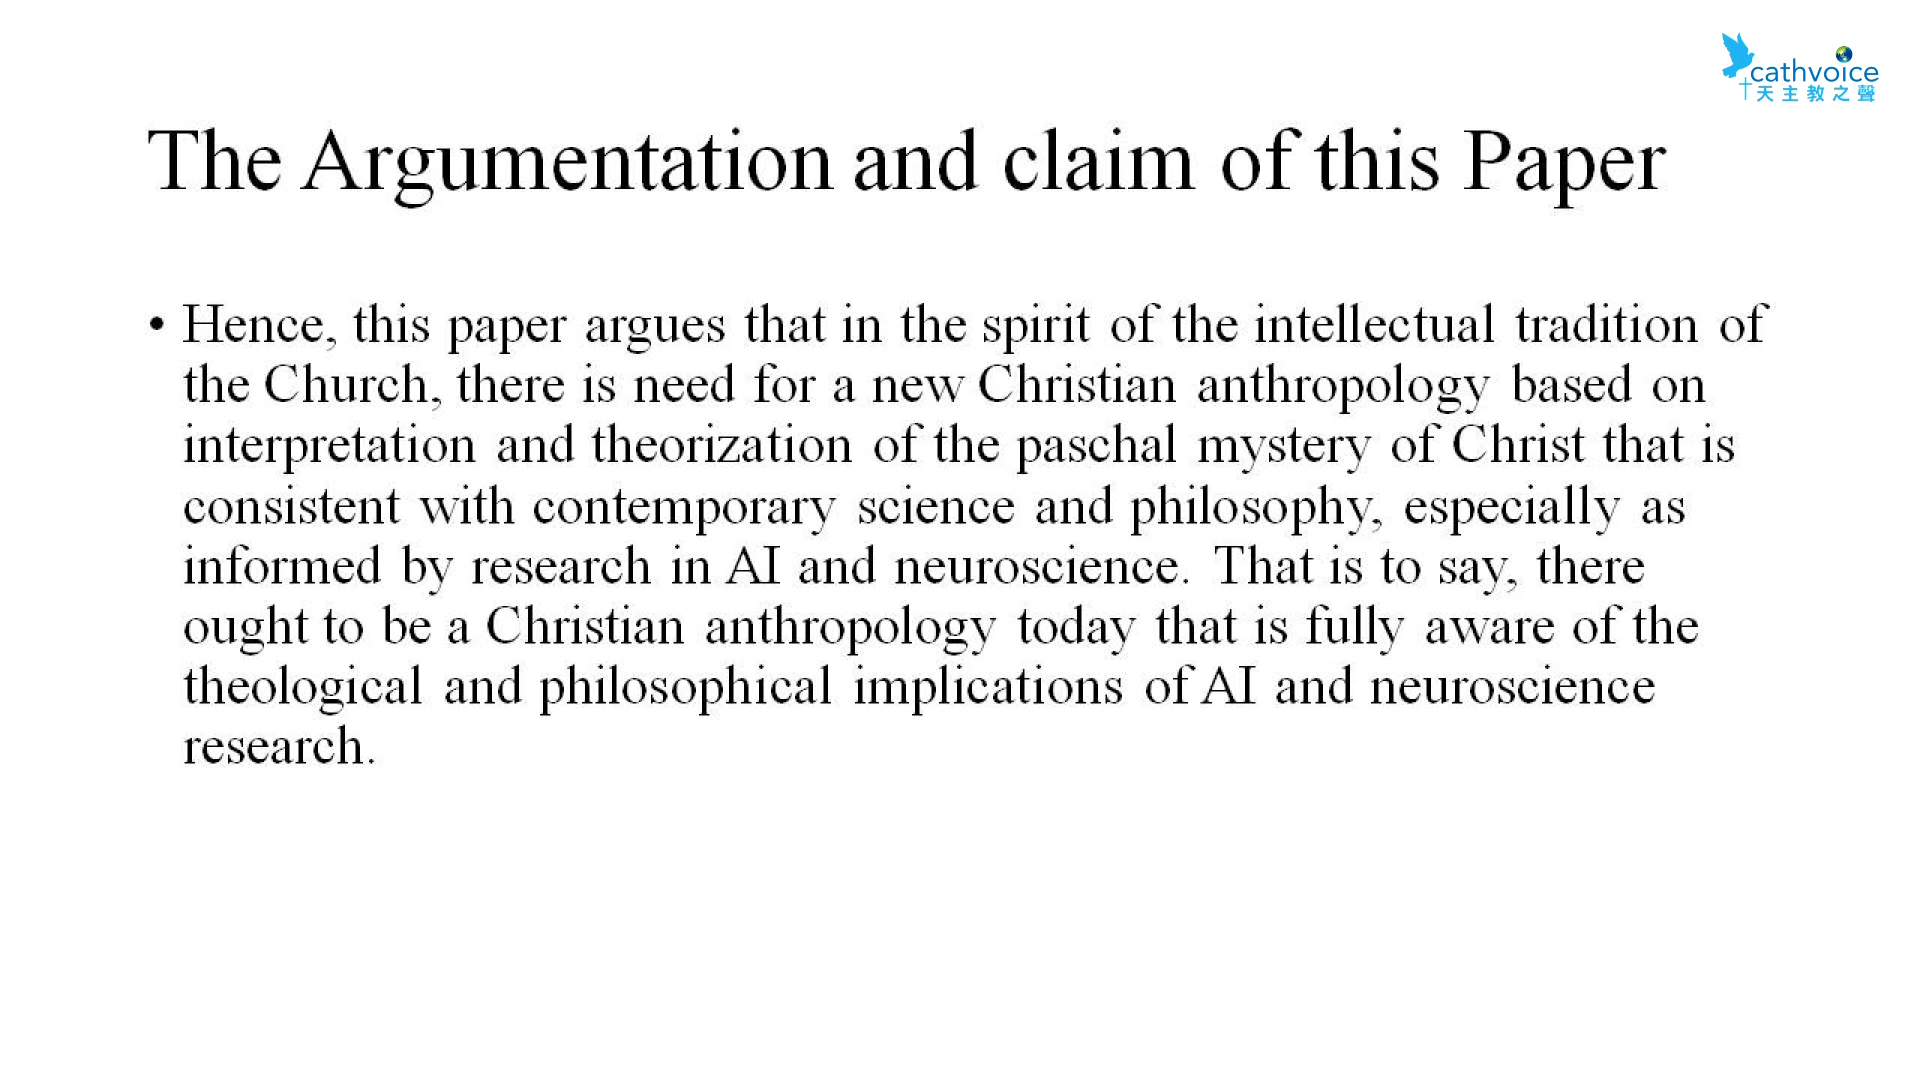 cathvoice
天主教之聲
The Argumentation and claim of this Paper
• Hence, this paper argues that in the spirit of the intellectual tradition of
the Church, there is need for a new Christian anthropology based on
interpretation and theorization of the paschal mystery of Christ that is
consistent with contemporary science and philosophy, especially as
informed by research in AI and neuroscience. That is to say, there
ought to be a Christian anthropology today that is fully aware of the
theological and philosophical implications of AI and neuroscience
research.